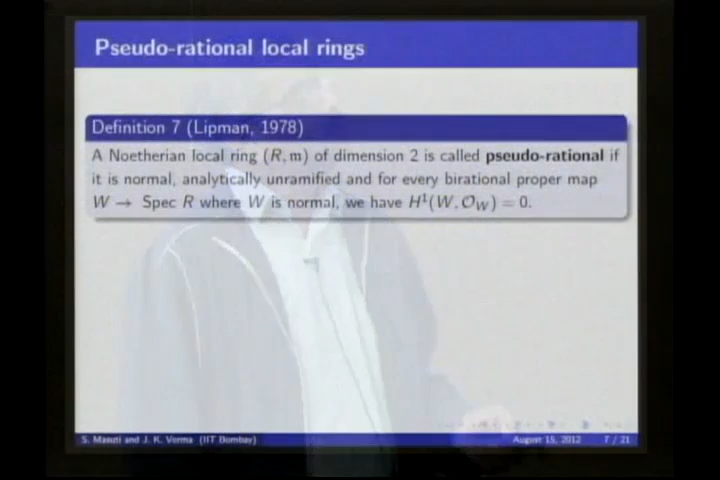 Pseudo-rational local rings
Definition 7 (Lipman, 1978)
A Noetherian local ring (R, 𝔪) of dimension 2 is called pseudo-rational if
it is normal, analytically unramified and for every birational proper map
W → Spec R where W is normal, we have H¹(W, 𝒪_W) = 0.
S. Masuti and J. K. Verma (IIT Bombay)
August 15, 2012
7 / 21